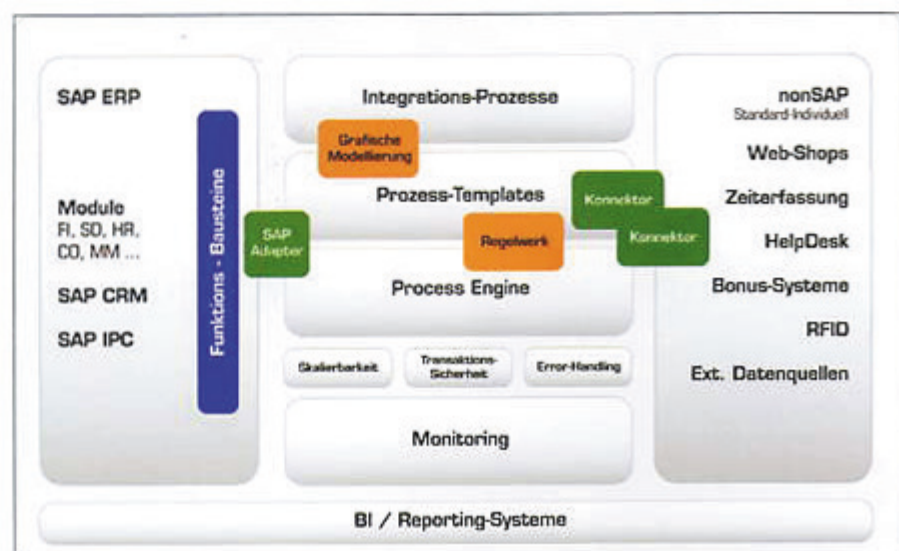 SAP ERP
Module
FI, SD, HR,
CO, MM ...
SAP CRM
SAP IPC
Funktions - Bausteine
SAP
Adapter
Integrations-Prozesse
Grafische
Modellierung
Prozess-Templates
Regelwerk
Process Engine
Skalierbarkeit
Transaktions-
Sicherheit
Error-Handling
Monitoring
Konnektor
Konnektor
nonSAP
Standard-Individuell
Web-Shops
Zeiterfassung
HelpDesk
Bonus-Systeme
RFID
Ext. Datenquellen
BI / Reporting-Systeme